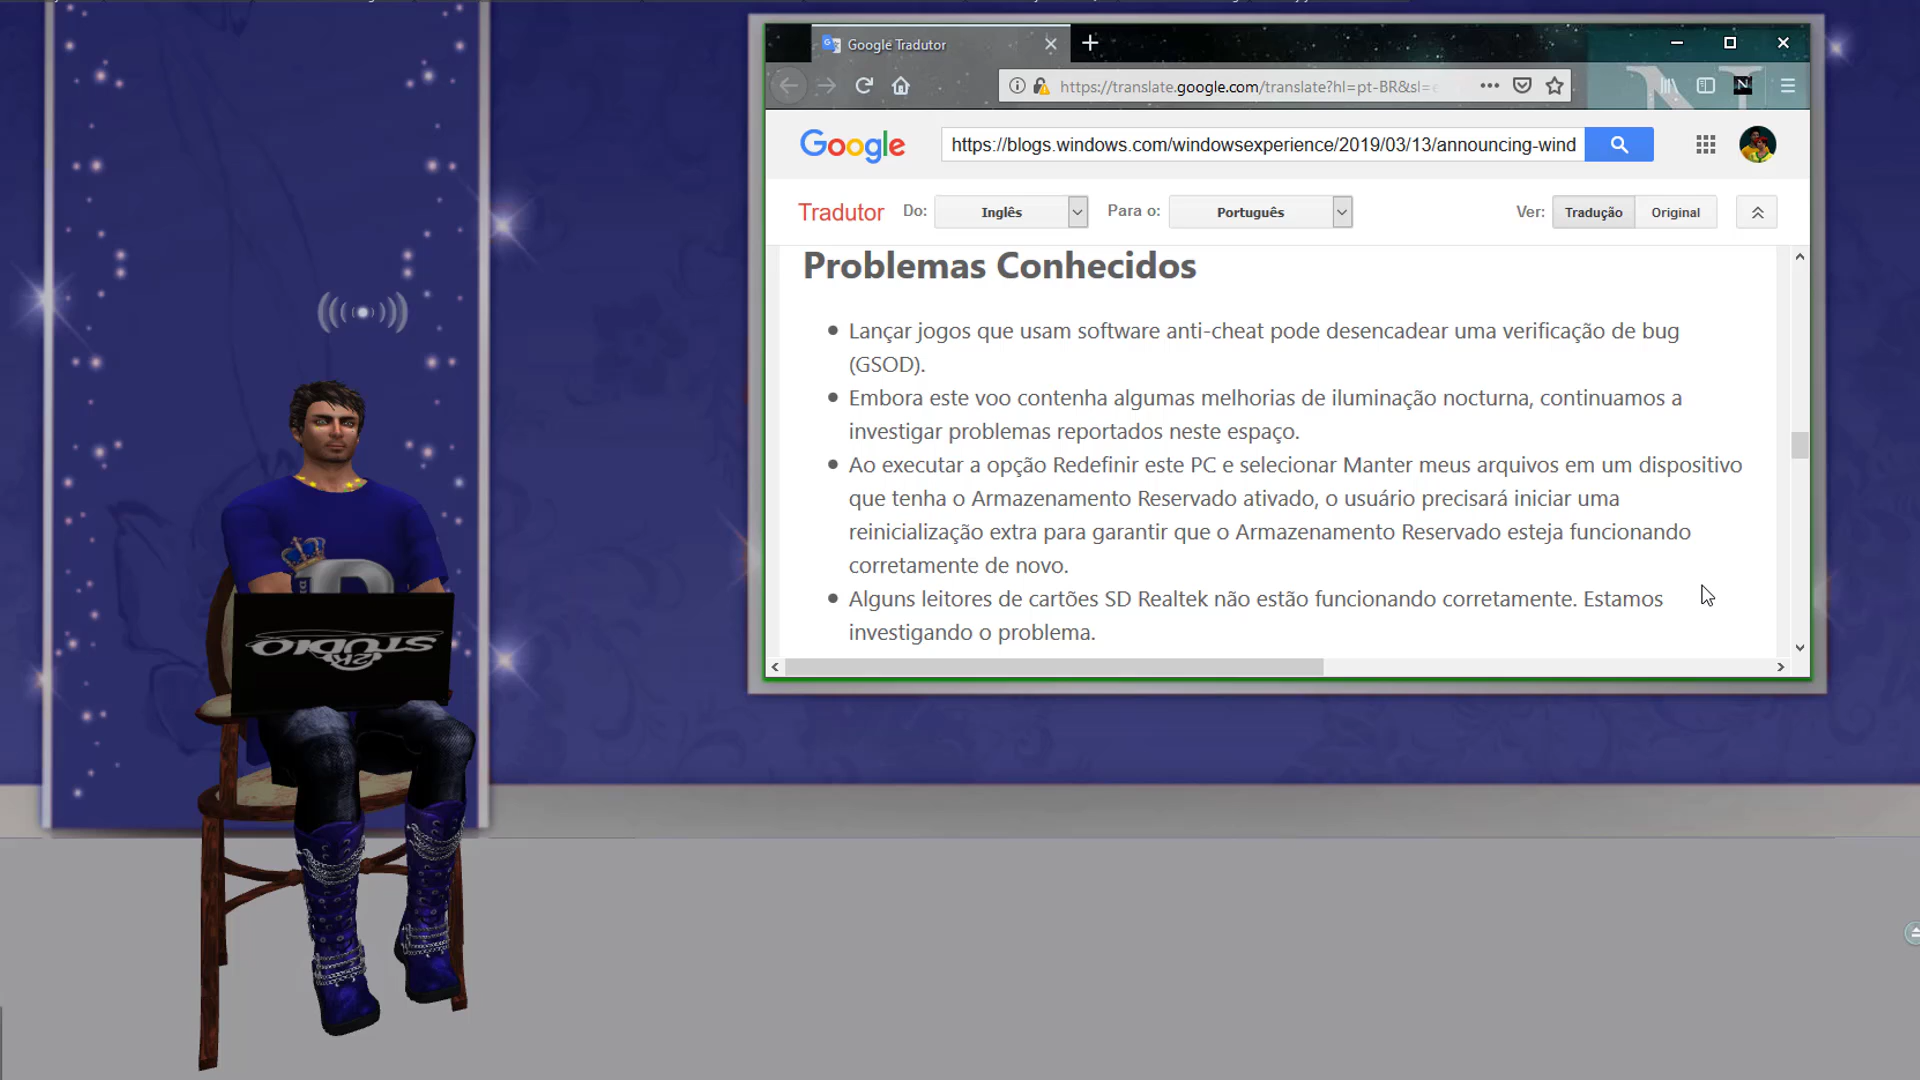 Google Tradutor
https://translate.google.com/translate?hl=pt-BR&sl=
N
Google
https://blogs.windows.com/windowsexperience/2019/03/13/announcing-wind
Tradutor Do: Inglês Para o: Português Ver: Tradução Original
Problemas Conhecidos
Lançar jogos que usam software anti-cheat pode desencadear uma verificação de bug
(GSOD).
Embora este voo contenha algumas melhorias de iluminação nocturna, continuamos a
investigar problemas reportados neste espaço.
Ao executar a opção Redefinir este PC e selecionar Manter meus arquivos em um dispositivo
que tenha o Armazenamento Reservado ativado, o usuário precisará iniciar uma
reinicialização extra para garantir que o Armazenamento Reservado esteja funcionando
corretamente de novo.
Alguns leitores de cartões SD Realtek não estão funcionando corretamente. Estamos
investigando o problema.
STUDIO